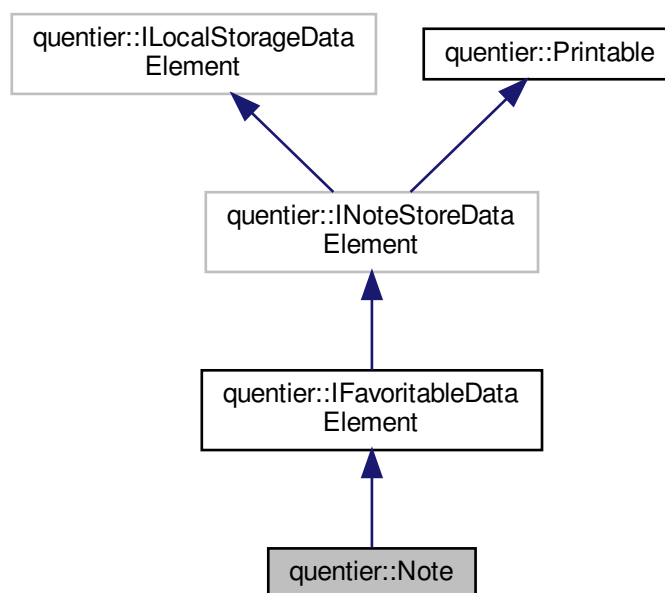 quentier::ILocalStorageData
Element
quentier::Printable
quentier::INoteStoreData
Element
quentier::IFavoritableData
Element
quentier::Note